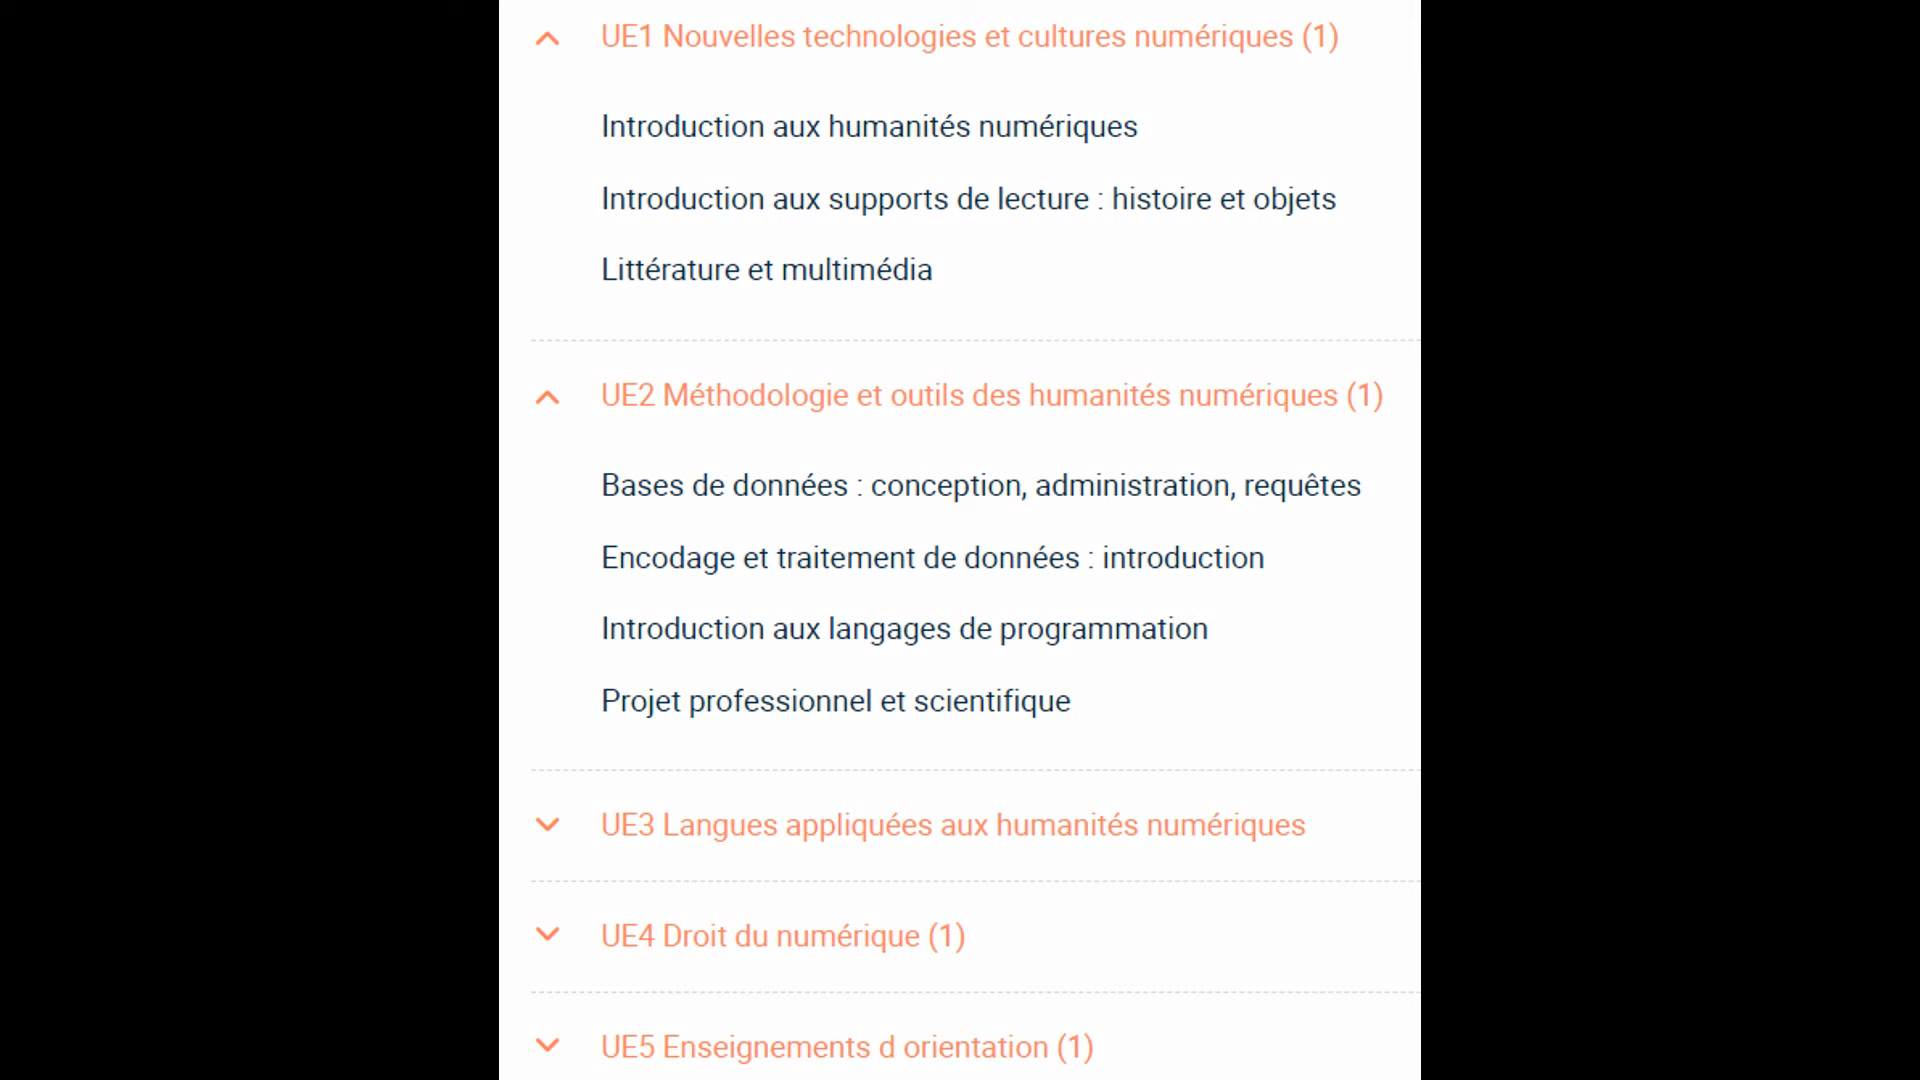 UE1 Nouvelles technologies et cultures numériques (1)
Introduction aux humanités numériques
Introduction aux supports de lecture : histoire et objets
Littérature et multimédia
UE2 Méthodologie et outils des humanités numériques (1)
Bases de données : conception, administration, requêtes
Encodage et traitement de données : introduction
Introduction aux langages de programmation
Projet professionnel et scientifique
UE3 Langues appliquées aux humanités numériques
UE4 Droit du numérique (1)
UE5 Enseignements d orientation (1)